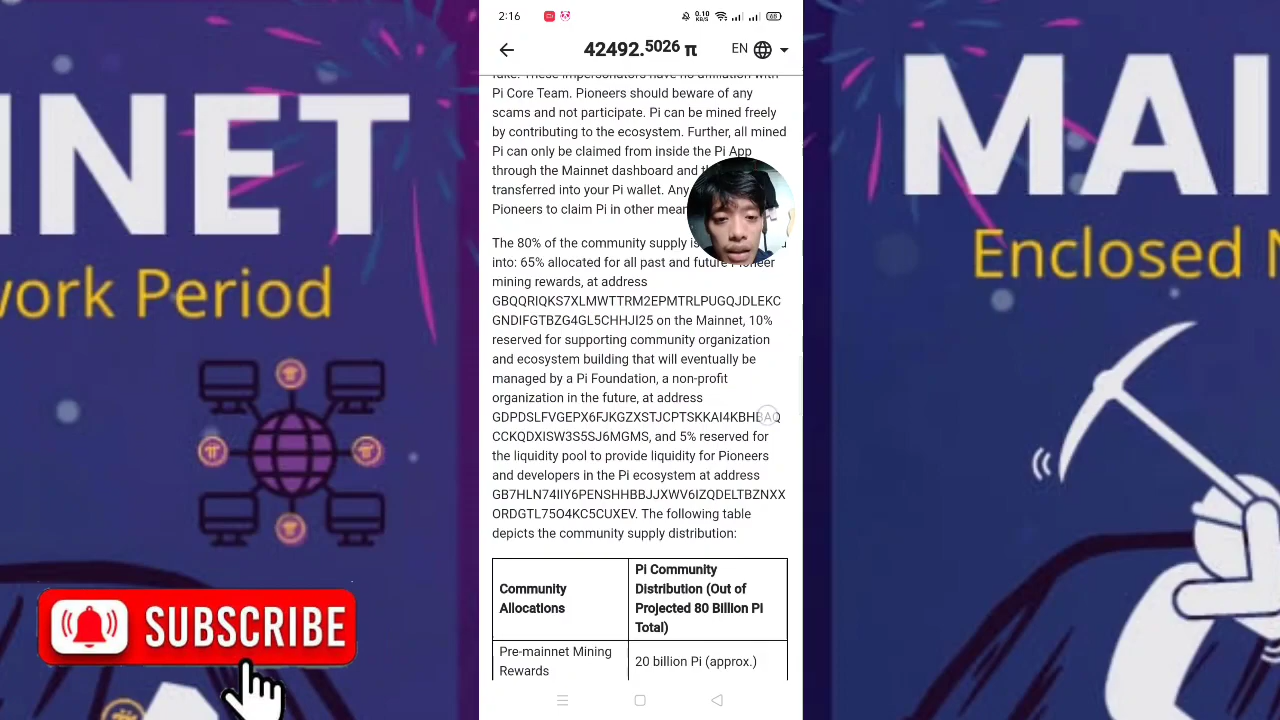 INNET
work Period
SUBSCRIBE
2:16
0.10
KB/S
68
42492.5026 π
EN
fake. These impersonators have no affiliation with
Pi Core Team. Pioneers should beware of any
scams and not participate. Pi can be mined freely
by contributing to the ecosystem. Further, all mined
Pi can only be claimed from inside the Pi App
through the Mainnet dashboard and
transferred into your Pi wallet. Any
Pioneers to claim Pi in other
The 80% of the community supply is
into: 65% allocated for all past and future Pioneer
mining rewards, at address
GBQQRIQKS7XLMWTTRM2EPMTRLPUGQJDLEKC
GNDIFGTBZG4GL5CHHJI25 on the Mainnet, 10%
reserved for supporting community organization
and ecosystem building that will eventually be
managed by a Pi Foundation, a non-profit
organization in the future, at address
GDPDSLFVGEPX6FJKGZXSTJCPTSKKAI4KBHBAQ
CCKQDXISW3S5SJ6MGMS, and 5% reserved for
the liquidity pool to provide liquidity for Pioneers
and developers in the Pi ecosystem at address
GB7HLN74IIY6PENSHHBBJJXWV6IZQDELTBZNXX
ORDGTL75O4KC5CUXEV. The following table
depicts the community supply distribution:
Community
Allocations
Pi Community
Distribution (Out of
Projected 80 Billion PI
Total)
Pre-mainnet Mining
Rewards
20 billion Pi (approx.)
MAI
Enclosed